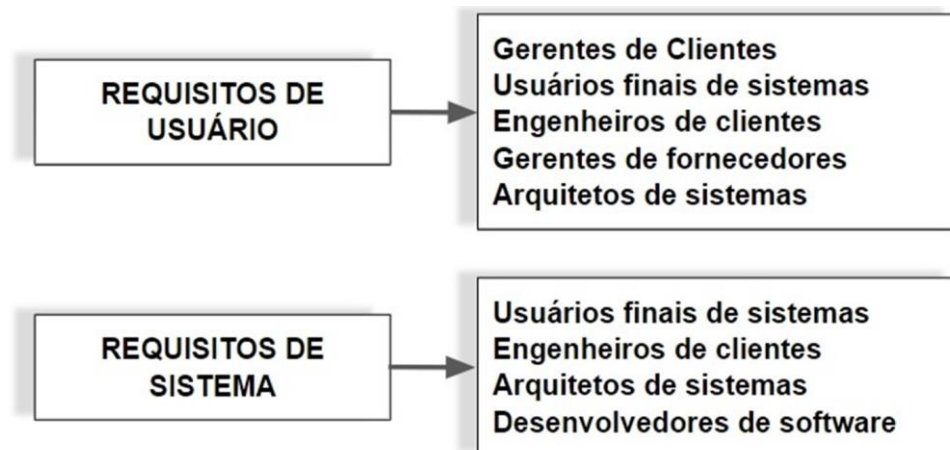 REQUISITOS DE
USUÁRIO
Gerentes de Clientes
Usuários finais de sistemas
Engenheiros de clientes
Gerentes de fornecedores
Arquitetos de sistemas
REQUISITOS DE
SISTEMA
Usuários finais de sistemas
Engenheiros de clientes
Arquitetos de sistemas
Desenvolvedores de software